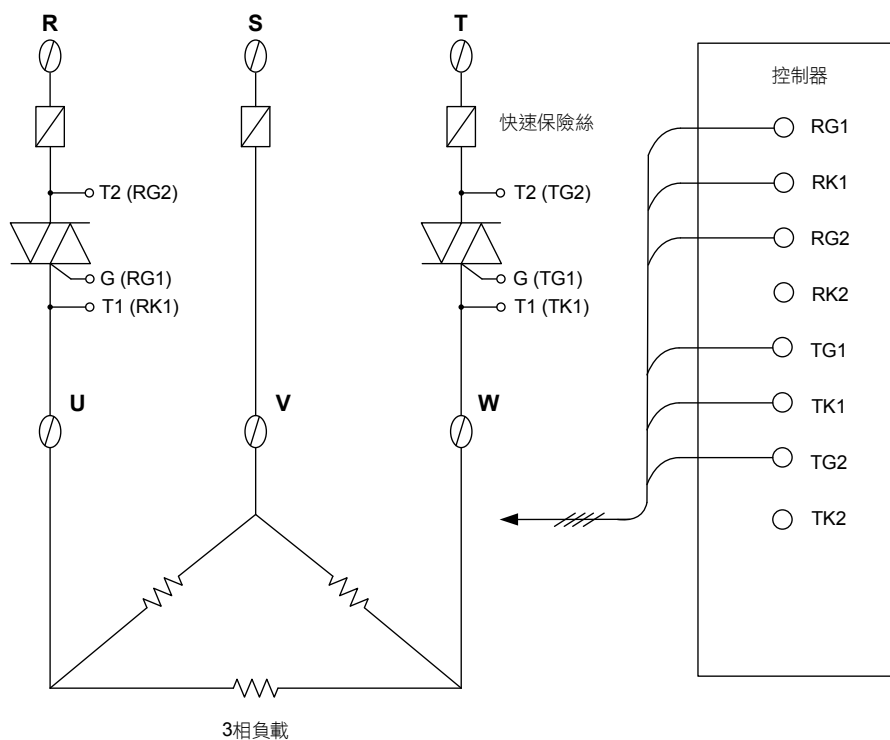 R
S
T
快速保險絲
T2 (RG2)
G (RG1)
T1 (RK1)
T2 (TG2)
G (TG1)
T1 (TK1)
U
V
W
3相負載
控制器
RG1
RK1
RG2
RK2
TG1
TK1
TG2
TK2